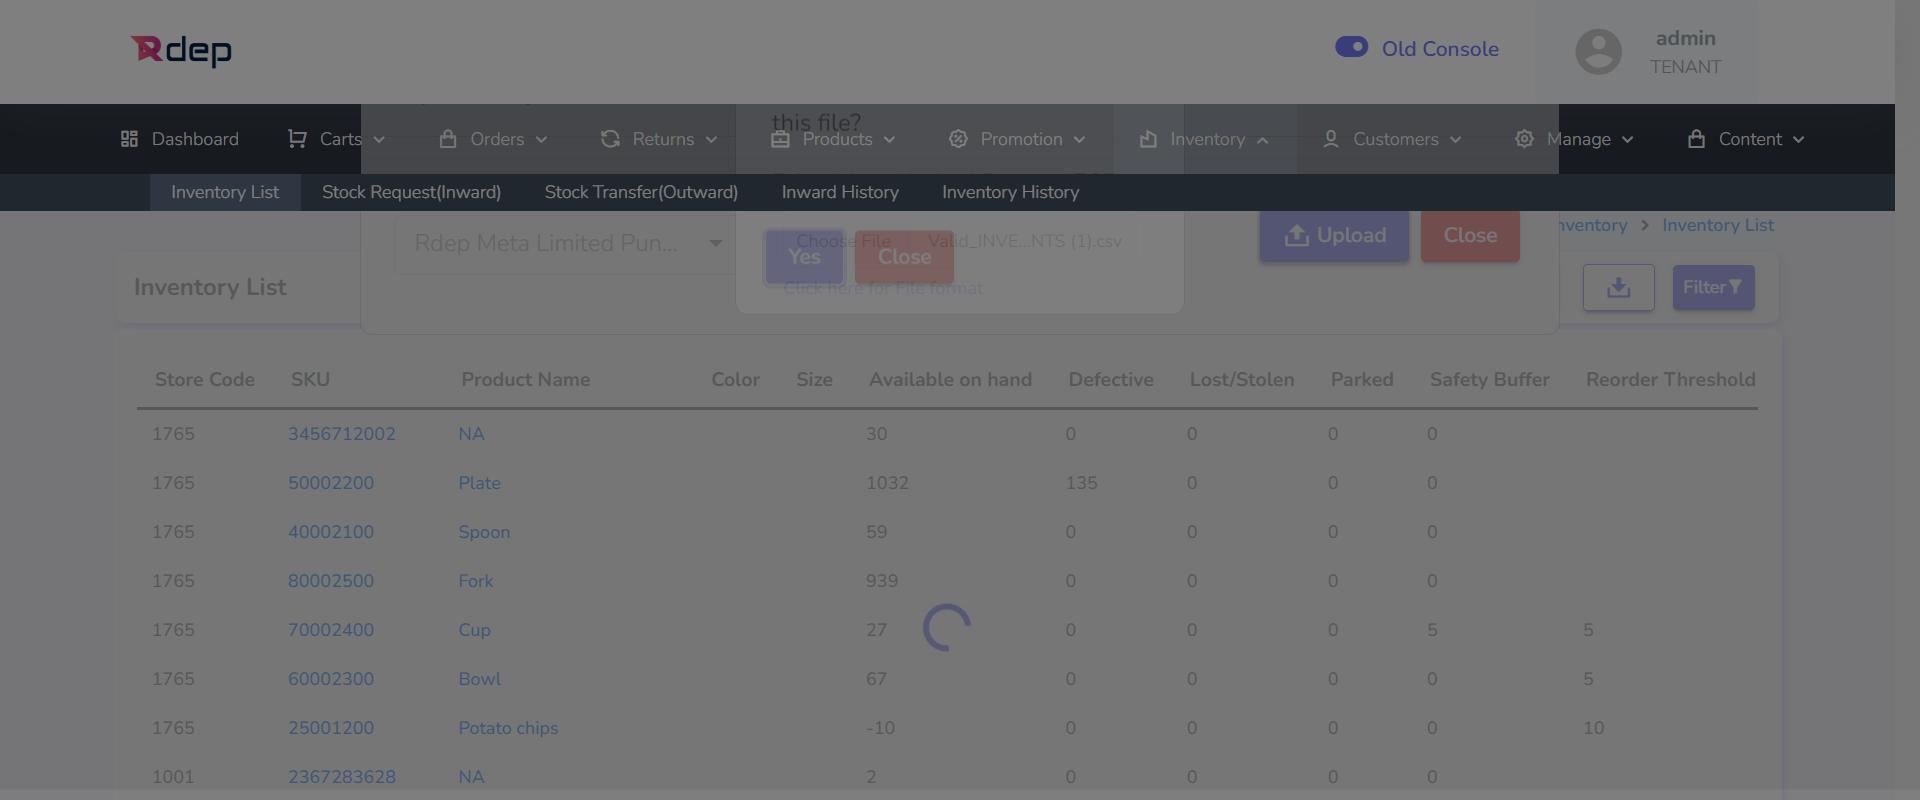 Rdep
Old Console
admin
TENANT
this file?
Dashboard Carts Orders Returns Products Promotion Inventory Customers Manage Content
Inventory List Stock Request(Inward) Stock Transfer(Outward) Inward History Inventory History
nventory > Inventory List
Rdep Meta Limited Pun... Choose File Valid_INVE...NTS (1).csv Upload Close
Yes Close
Click here for File format
Inventory List Filter
Store Code SKU Product Name Color Size Available on hand Defective Lost/Stolen Parked Safety Buffer Reorder Threshold
1765 3456712002 NA 30 0 0 0 0
1765 50002200 Plate 1032 135 0 0 0
1765 40002100 Spoon 59 0 0 0 0
1765 80002500 Fork 939 0 0 0 0
1765 70002400 Cup 27 0 0 0 5 5
1765 60002300 Bowl 67 0 0 0 0 5
1765 25001200 Potato chips -10 0 0 0 0 10
1001 2367283628 NA 2 0 0 0 0